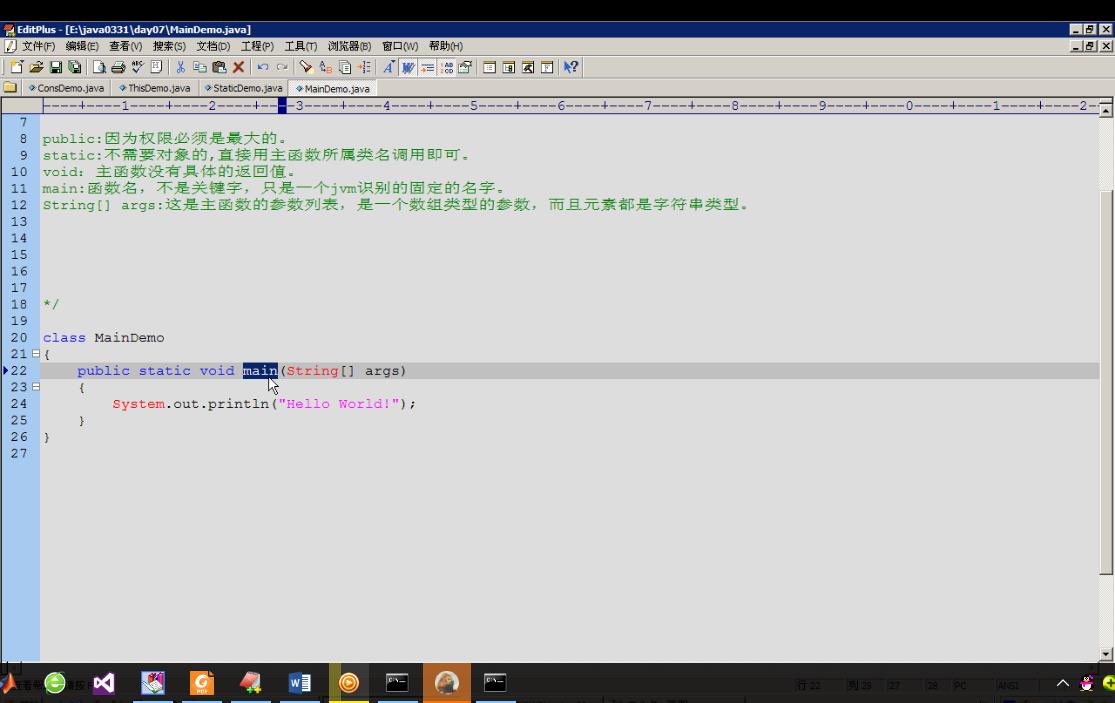 EditPlus - [E:\java0331\day07\MainDemo.java]
文件(F) 编辑(E) 查看(V) 搜索(S) 文档(D) 工程(P) 工具(T) 浏览器(B) 窗口(W) 帮助(H)
ConsDemo.java ThisDemo.java StaticDemo.java MainDemo.java
----+----1----+----2----+----3----+----4----+----5----+----6----+----7----+----8----+----9----+----0----+----1----+----2-
7
8 public:因为权限必须是最大的。
9 static:不需要对象的,直接用主函数所属类名调用即可。
10 void：主函数没有具体的返回值。
11 main:函数名，不是关键字，只是一个jvm识别的固定的名字。
12 String[] args:这是主函数的参数列表，是一个数组类型的参数，而且元素都是字符串类型。
13
14
15
16
17
18 */
19
20 class MainDemo
21 {
22 public static void main(String[] args)
23 {
24 System.out.println("Hello World!");
25 }
26 }
27
行 22 列 28 27 28 PC ANSI